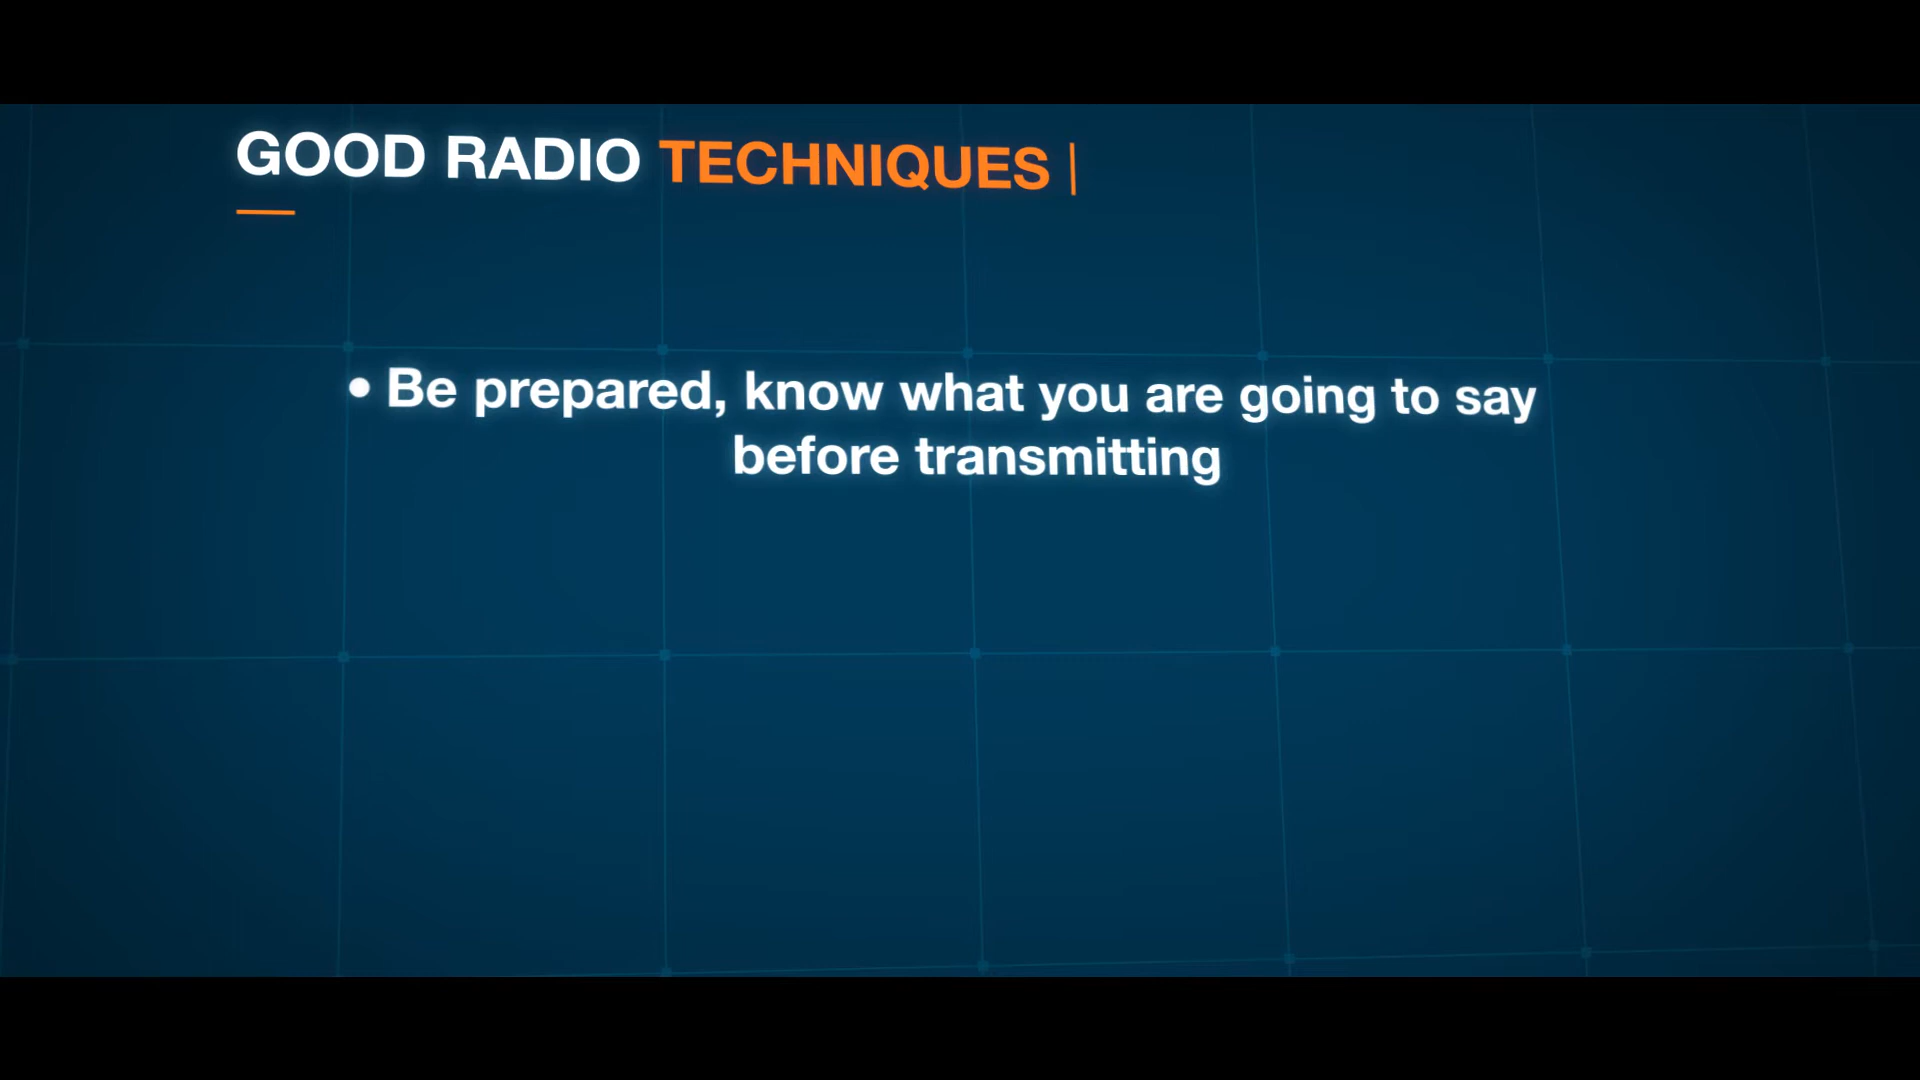 GOOD RADIO TECHNIQUES |
• Be prepared, know what you are going to say
before transmitting